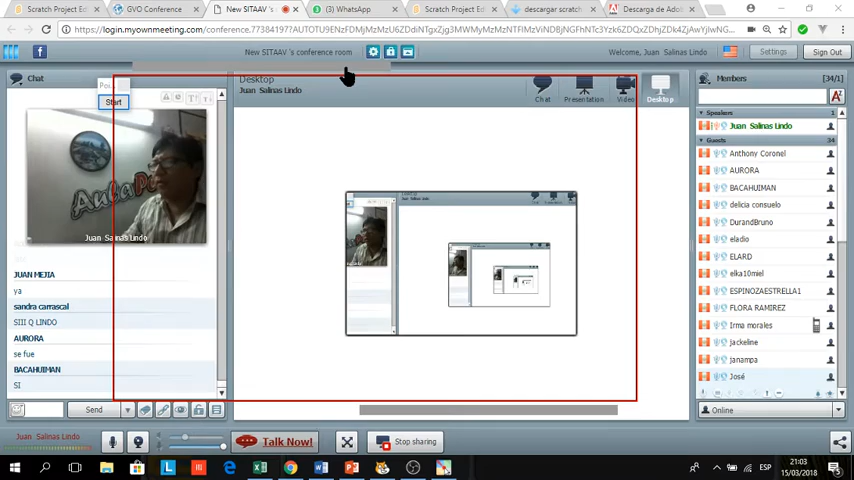 Scratch Project Ed
GVO Conference
New SITAAV 's
(3) WhatsApp
Scratch Project Edi
descargar scratch
Descarga de Adob
https://login.myownmeeting.com
New SITAAV 's conference room
Welcome, Juan Salinas Lindo
Settings
Sign Out
Chat
Start
Desktop
Juan Salinas Lindo
Chat
Presentation
Video
Desktop
Members
[34/1]
Speakers
1
Juan Salinas Lindo
Guests
34
Anthony Coronel
AURORA
BACAHUIMAN
delicia consuelo
DurandBruno
eladio
ELARD
elka10miel
ESPINOZAESTRELLA1
FLORA RAMIREZ
Irma morales
jackeline
janampa
José
Juan Salinas Lindo
JUAN MEJIA
ya
sandra carrascal
SIII Q LINDO
AURORA
se fue
BACAHUIMAN
SI
Send
Online
Juan Salinas Lindo
Talk Now!
Stop sharing
ESP
21:03
15/03/2018